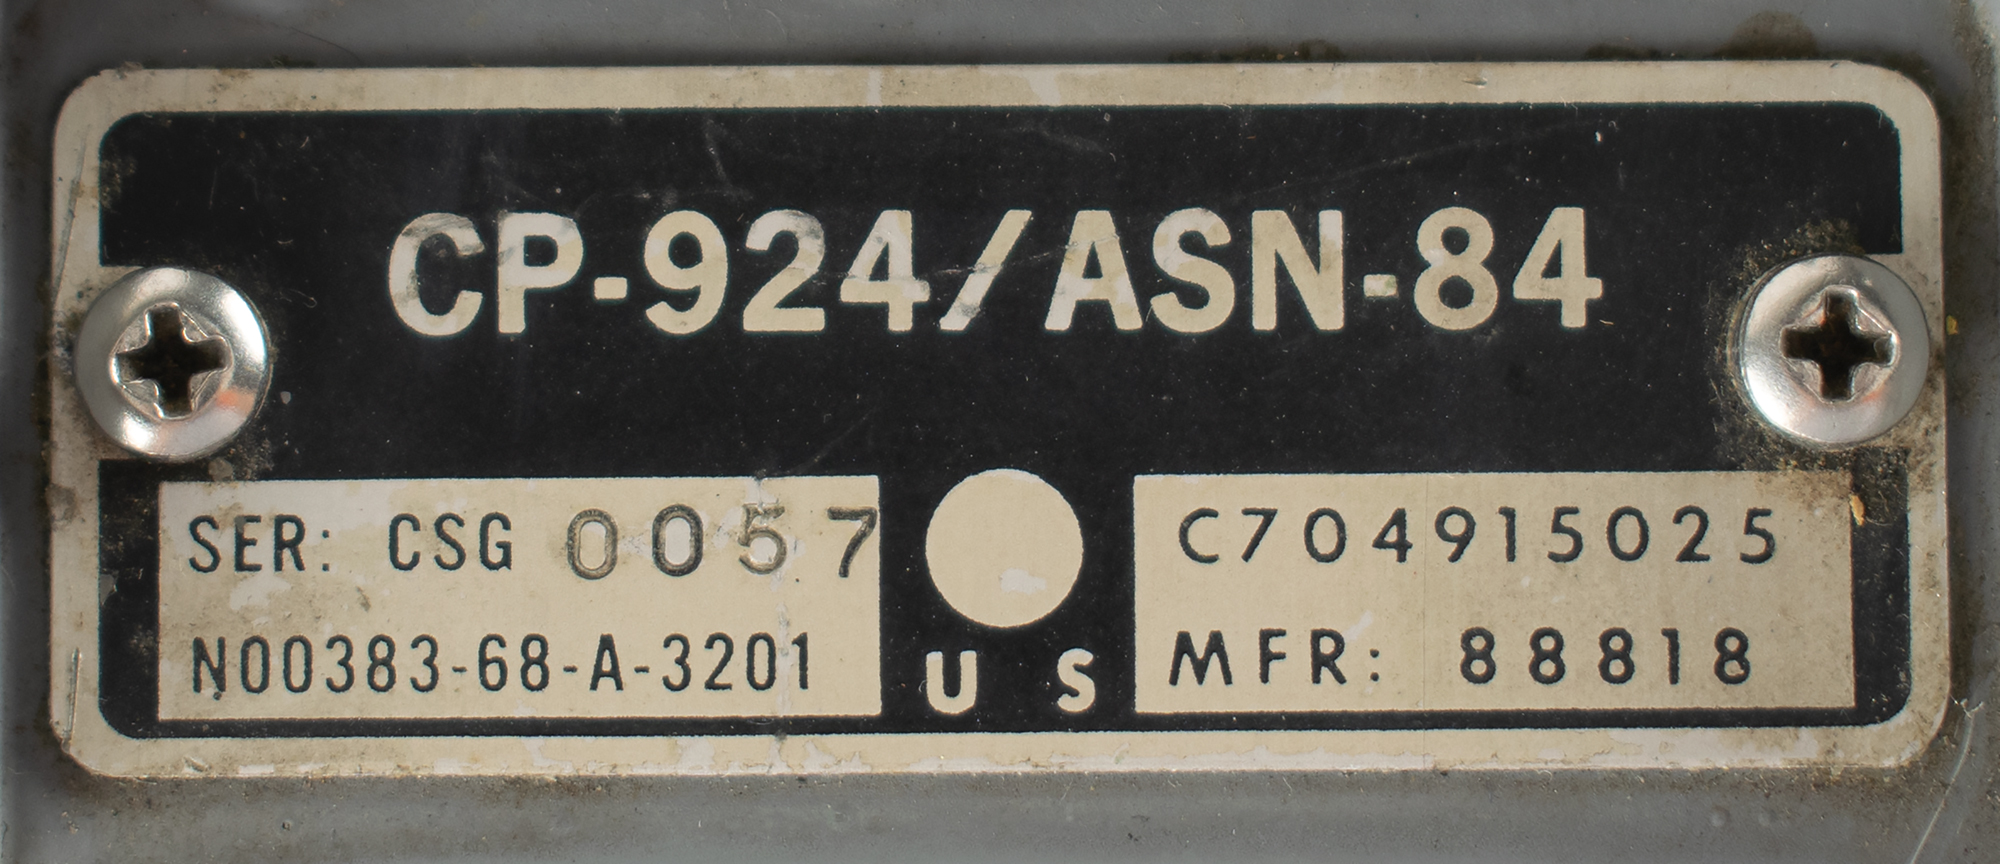 CP-924/ASN-84
SER: CSG 0057
N00383-68-A-3201
U S
C704915025
MFR: 88818